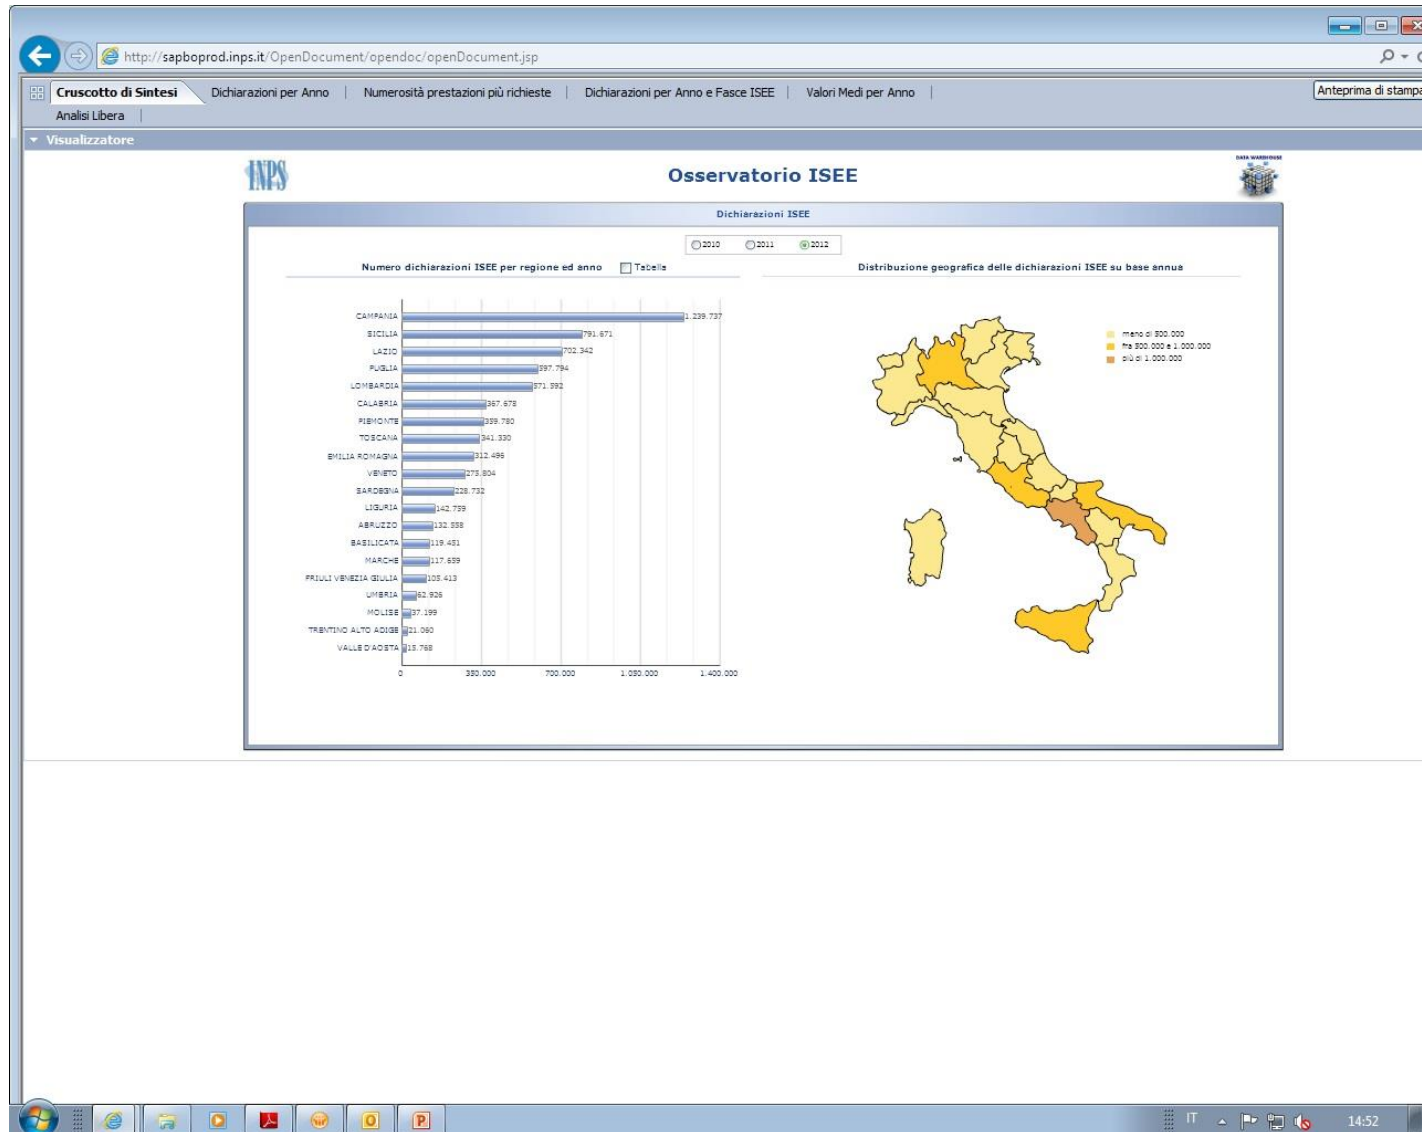 http://sapboprod.inps.it/OpenDocument/opendoc/openDocument.jsp
Cruscotto di Sintesi Dichiarazioni per Anno | Numerosità prestazioni più richieste | Dichiarazioni per Anno e Fasce ISEE | Valori Medi per Anno |
Anteprima di stampa
Analisi Libera |
Visualizzatore
INPS
Osservatorio ISEE
DATA WAREHOUSE
Dichiarazioni ISEE
2010 2011 2012
Numero dichiarazioni ISEE per regione ed anno Tabella
Distribuzione geografica delle dichiarazioni ISEE su base annua
CAMPANIA 1.239.737
SICILIA 791.671
LAZIO 702.342
PUGLIA 597.794
LOMBARDIA 571.592
CALABRIA 367.678
PIEMONTE 359.780
TOSCANA 341.330
EMILIA ROMAGNA 312.496
VENETO 275.804
SARDEGNA 228.732
LIGURIA 142.759
ABRUZZO 132.558
BASILICATA 119.451
MARCHE 117.659
FRIULI VENEZIA GIULIA 105.413
UMBRIA 62.926
MOLISE 37.199
TRENTINO ALTO ADIGE 21.060
VALLE D'AOSTA 15.768
0 350.000 700.000 1.050.000 1.400.000
meno di 500.000
fra 500.000 e 1.000.000
più di 1.000.000
IT 14:52